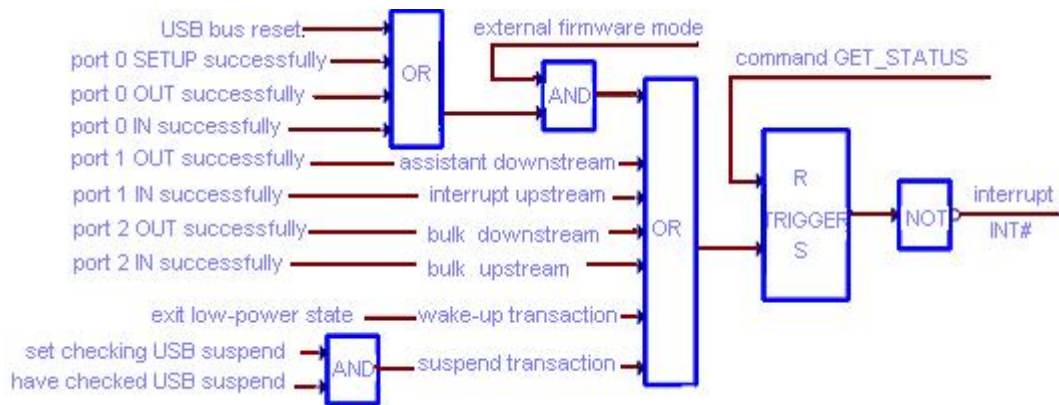 USB bus reset
port 0 SETUP successfully
port 0 OUT successfully
port 0 IN successfully
OR
external firmware mode
AND
command GET_STATUS
port 1 OUT successfully
assistant downstream
port 1 IN successfully
interrupt upstream
port 2 OUT successfully
bulk downstream
port 2 IN successfully
bulk upstream
OR
R
TRIGGER
S
NOT
interrupt
INT#
exit low-power state
wake-up transaction
set checking USB suspend
have checked USB suspend
AND
suspend transaction